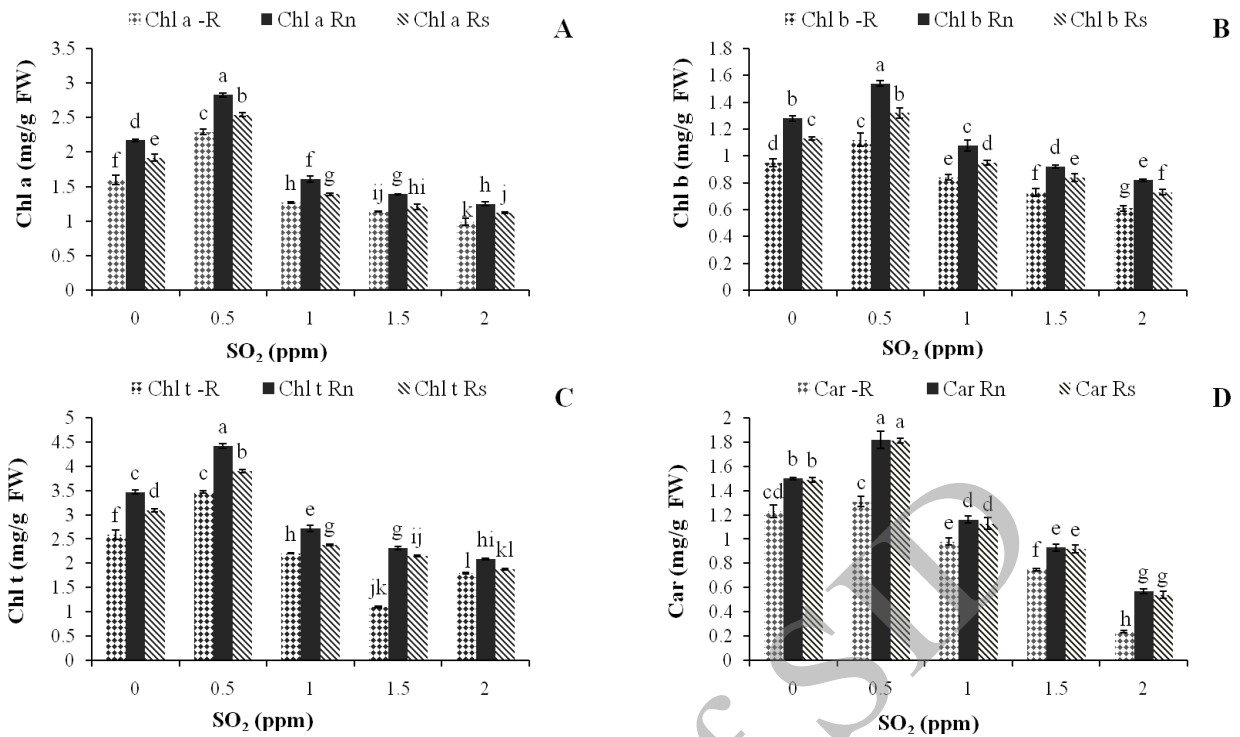 Chl a -R Chl a Rn Chl a Rs
A
Chl a (mg/g FW)
3.5
3
2.5
2
1.5
1
0.5
0
f d e
c a b
h f g
ij g hi
k h j
0 0.5 1 1.5 2
SO2 (ppm)
Chl b -R Chl b Rn Chl b Rs
B
Chl b (mg/g FW)
1.8
1.6
1.4
1.2
1
0.8
0.6
0.4
0.2
0
d b c
c a b
e c d
f d e
g e f
0 0.5 1 1.5 2
SO2 (ppm)
Chl t -R Chl t Rn Chl t Rs
C
Chl t (mg/g FW)
5
4.5
4
3.5
3
2.5
2
1.5
1
0.5
0
f c d
c a b
h e g
jk g ij
l hi kl
0 0.5 1 1.5 2
SO2 (ppm)
Car -R Car Rn Car Rs
D
Car (mg/g FW)
2
1.8
1.6
1.4
1.2
1
0.8
0.6
0.4
0.2
0
cd b b
c a a
e d d
f e e
h g g
0 0.5 1 1.5 2
SO2 (ppm)
f SID